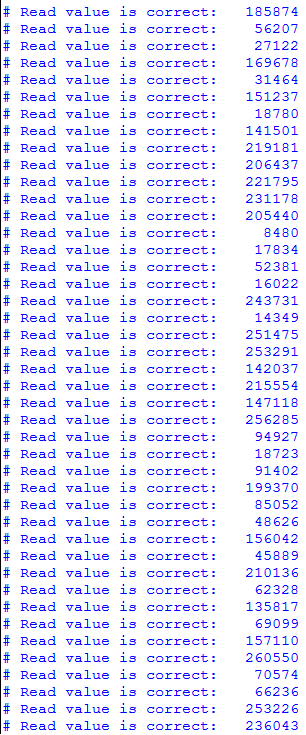 # Read value is correct:   185874
# Read value is correct:    56207
# Read value is correct:    27122
# Read value is correct:   169678
# Read value is correct:    31464
# Read value is correct:   151237
# Read value is correct:    18780
# Read value is correct:   141501
# Read value is correct:   219181
# Read value is correct:   206437
# Read value is correct:   221795
# Read value is correct:   231178
# Read value is correct:   205440
# Read value is correct:     8480
# Read value is correct:    17834
# Read value is correct:    52381
# Read value is correct:    16022
# Read value is correct:   243731
# Read value is correct:    14349
# Read value is correct:   251475
# Read value is correct:   253291
# Read value is correct:   142037
# Read value is correct:   215554
# Read value is correct:   147118
# Read value is correct:   256285
# Read value is correct:    94927
# Read value is correct:    18723
# Read value is correct:    91402
# Read value is correct:   199370
# Read value is correct:    85052
# Read value is correct:    48626
# Read value is correct:   156042
# Read value is correct:    45889
# Read value is correct:   210136
# Read value is correct:    62328
# Read value is correct:   135817
# Read value is correct:    69099
# Read value is correct:   157110
# Read value is correct:   260550
# Read value is correct:    70574
# Read value is correct:    66236
# Read value is correct:   253226
# Read value is correct:   236043